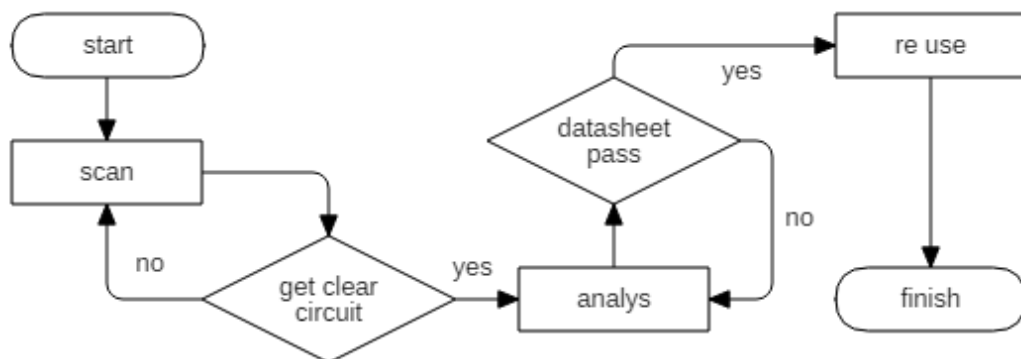 start
scan
no
get clear
circuit
yes
analys
datasheet
pass
no
yes
re use
finish